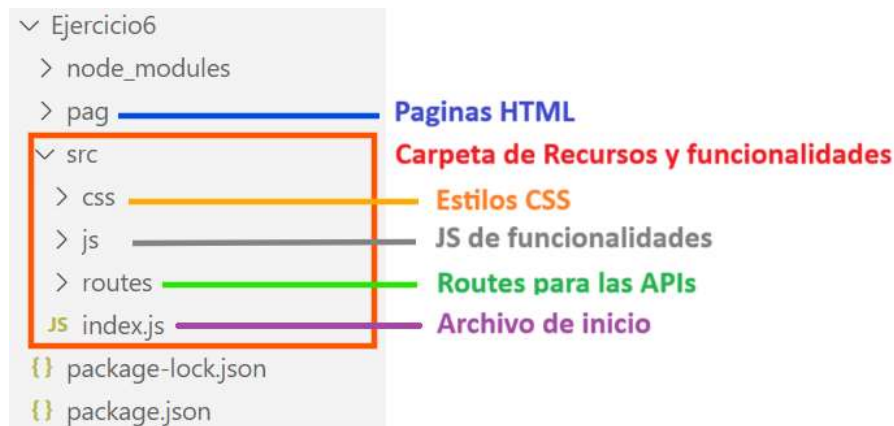 Ejercicio6
node_modules
pag Paginas HTML
src Carpeta de Recursos y funcionalidades
css Estilos CSS
js JS de funcionalidades
routes Routes para las APIs
JS index.js Archivo de inicio
{} package-lock.json
{} package.json